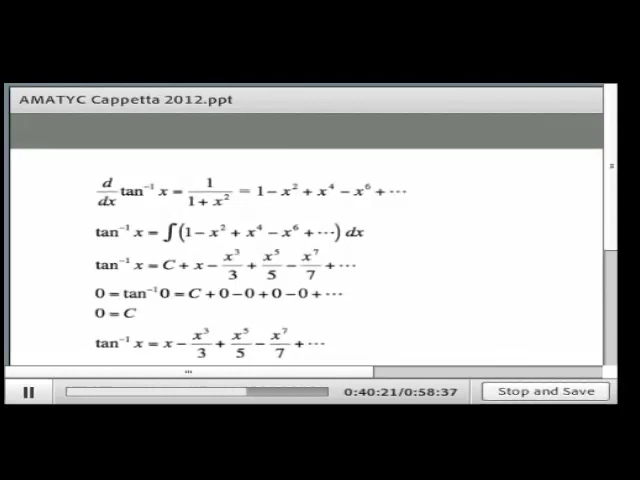 AMATYC Cappetta 2012.ppt
d/dx tan⁻¹ x = 1/(1 + x²) = 1 − x² + x⁴ − x⁶ + ⋯
tan⁻¹ x = ∫(1 − x² + x⁴ − x⁶ + ⋯) dx
tan⁻¹ x = C + x − x³/3 + x⁵/5 − x⁷/7 + ⋯
0 = tan⁻¹ 0 = C + 0 − 0 + 0 − 0 + ⋯
0 = C
tan⁻¹ x = x − x³/3 + x⁵/5 − x⁷/7 + ⋯
0:40:21/0:58:37 Stop and Save